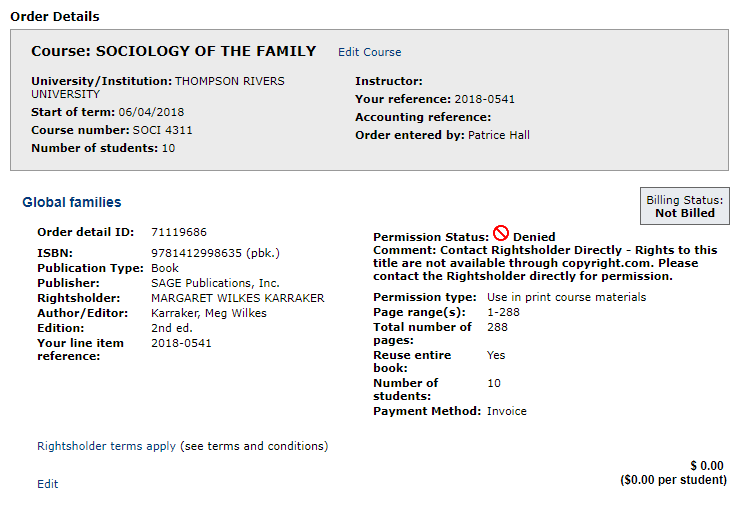 Order Details
Course: SOCIOLOGY OF THE FAMILY Edit Course
University/Institution: THOMPSON RIVERS
UNIVERSITY
Start of term: 06/04/2018
Course number: SOCI 4311
Number of students: 10
Instructor:
Your reference: 2018-0541
Accounting reference:
Order entered by: Patrice Hall
Global families
Billing Status:
Not Billed
Order detail ID: 71119686
ISBN: 9781412998635 (pbk.)
Publication Type: Book
Publisher: SAGE Publications, Inc.
Rightsholder: MARGARET WILKES KARRAKER
Author/Editor: Karraker, Meg Wilkes
Edition: 2nd ed.
Your line item 2018-0541
reference:
Permission Status: Denied
Comment: Contact Rightsholder Directly - Rights to this
title are not available through copyright.com. Please
contact the Rightsholder directly for permission.
Permission type: Use in print course materials
Page range(s): 1-288
Total number of 288
pages:
Reuse entire Yes
book:
Number of 10
students:
Payment Method: Invoice
Rightsholder terms apply (see terms and conditions)
Edit
$ 0.00
($0.00 per student)